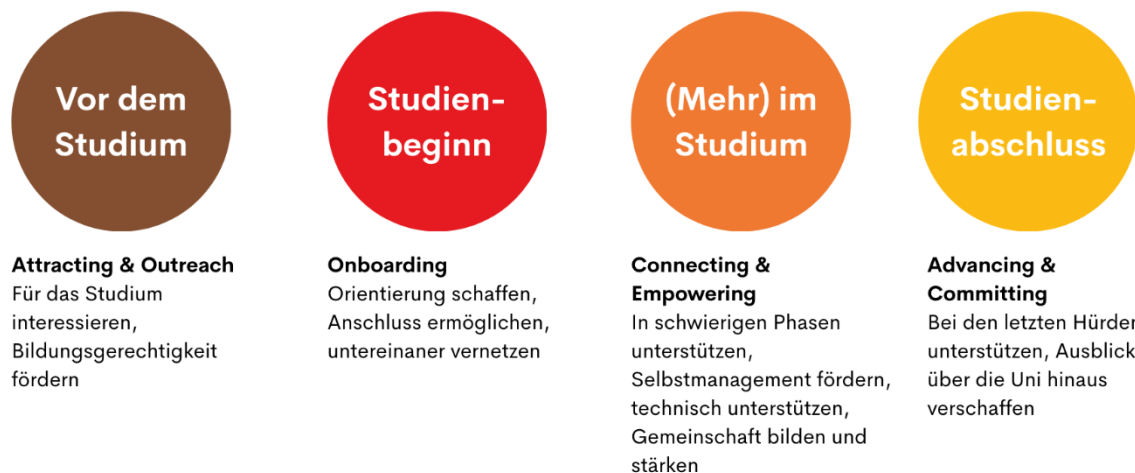 Vor dem
Studium
Studien-
beginn
(Mehr) im
Studium
Studien-
abschluss
Attracting & Outreach
Für das Studium
interessieren,
Bildungsgerechtigkeit
fördern
Onboarding
Orientierung schaffen,
Anschluss ermöglichen,
untereinaner vernetzen
Connecting &
Empowering
In schwierigen Phasen
unterstützen,
Selbstmanagement fördern,
technisch unterstützen,
Gemeinschaft bilden und
stärken
Advancing &
Committing
Bei den letzten Hürden
unterstützen, Ausblick
über die Uni hinaus
verschaffen